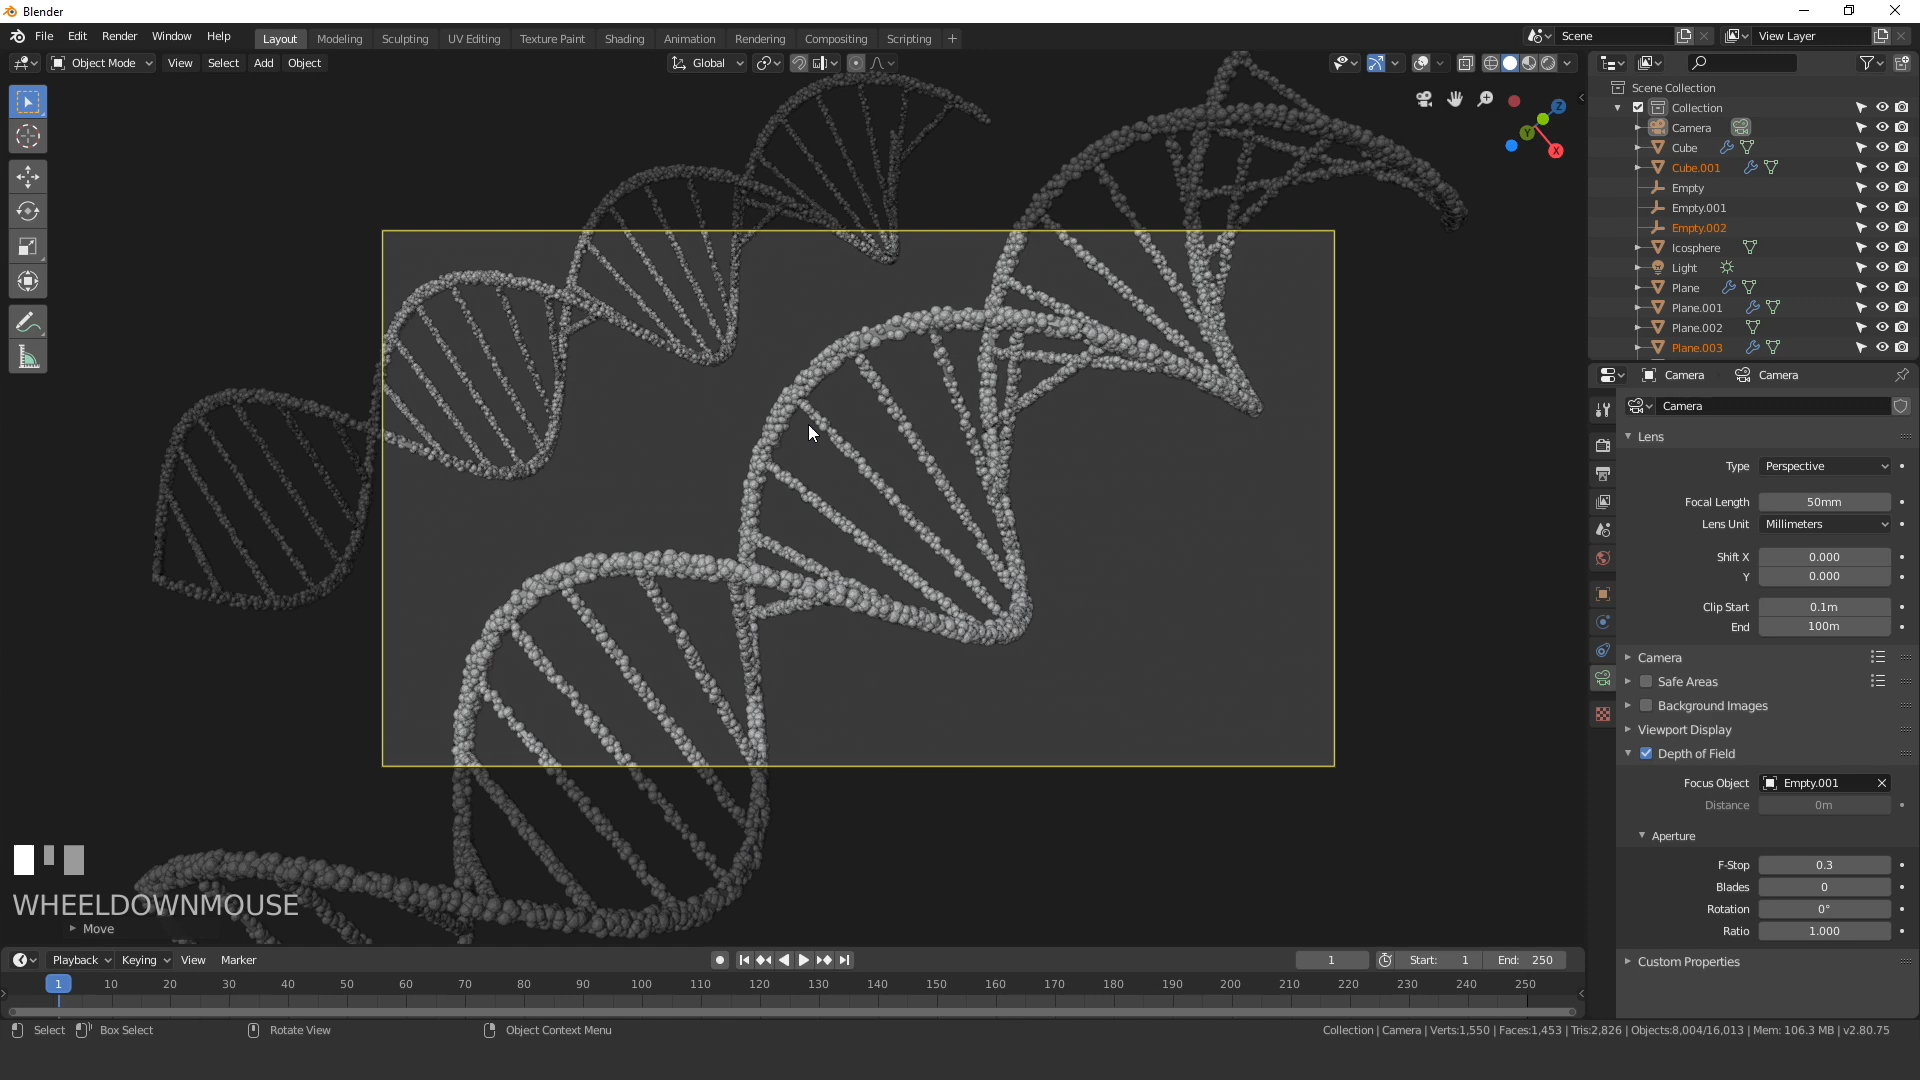 Blender
File Edit Render Window Help
Layout Modeling Sculpting UV Editing Texture Paint Shading Animation Rendering Compositing Scripting +
Scene
View Layer
Object Mode View Select Add Object
Global
Z
Y
X
Scene Collection
Collection
Camera
Cube
Cube.001
Empty
Empty.001
Empty.002
Icosphere
Light
Plane
Plane.001
Plane.002
Plane.003
Camera Camera
Camera
Lens
Type Perspective
Focal Length 50mm
Lens Unit Millimeters
Shift X 0.000
Y 0.000
Clip Start 0.1m
End 100m
Camera
Safe Areas
Background Images
Viewport Display
Depth of Field
Focus Object Empty.001
Distance 0m
Aperture
F-Stop 0.3
Blades 0
Rotation 0°
Ratio 1.000
Custom Properties
WHEELDOWNMOUSE
Move
Playback Keying View Marker
1 Start: 1 End: 250
1 10 20 30 40 50 60 70 80 90 100 110 120 130 140 150 160 170 180 190 200 210 220 230 240 250
Select Box Select Rotate View Object Context Menu
Collection | Camera | Verts:1,550 | Faces:1,453 | Tris:2,826 | Objects:8,004/16,013 | Mem: 106.3 MB | v2.80.75